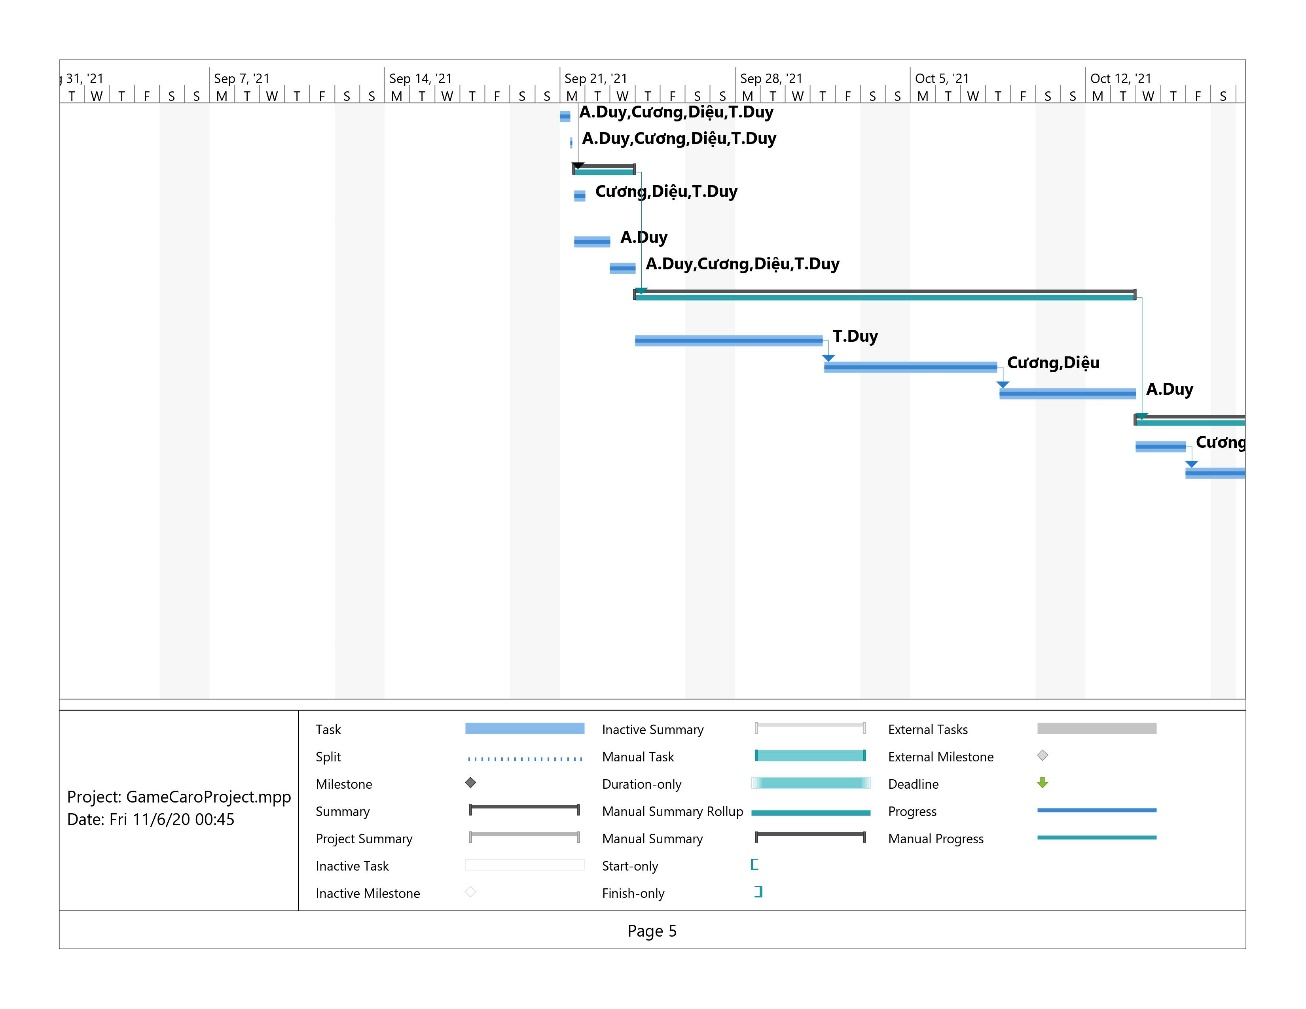 g 31, '21 Sep 7, '21 Sep 14, '21 Sep 21, '21 Sep 28, '21 Oct 5, '21 Oct 12, '21
T W T F S S M T W T F S S M T W T F S S M T W T F S S M T W T F S S M T W T F S S M T W T F S
A.Duy,Cương,Diệu,T.Duy
A.Duy,Cương,Diệu,T.Duy
Cương,Diệu,T.Duy
A.Duy
A.Duy,Cương,Diệu,T.Duy
T.Duy
Cương,Diệu
A.Duy
Cương
Project: GameCaroProject.mpp
Date: Fri 11/6/20 00:45
Task Inactive Summary External Tasks
Split Manual Task External Milestone
Milestone Duration-only Deadline
Summary Manual Summary Rollup Progress
Project Summary Manual Summary Manual Progress
Inactive Task Start-only
Inactive Milestone Finish-only
Page 5